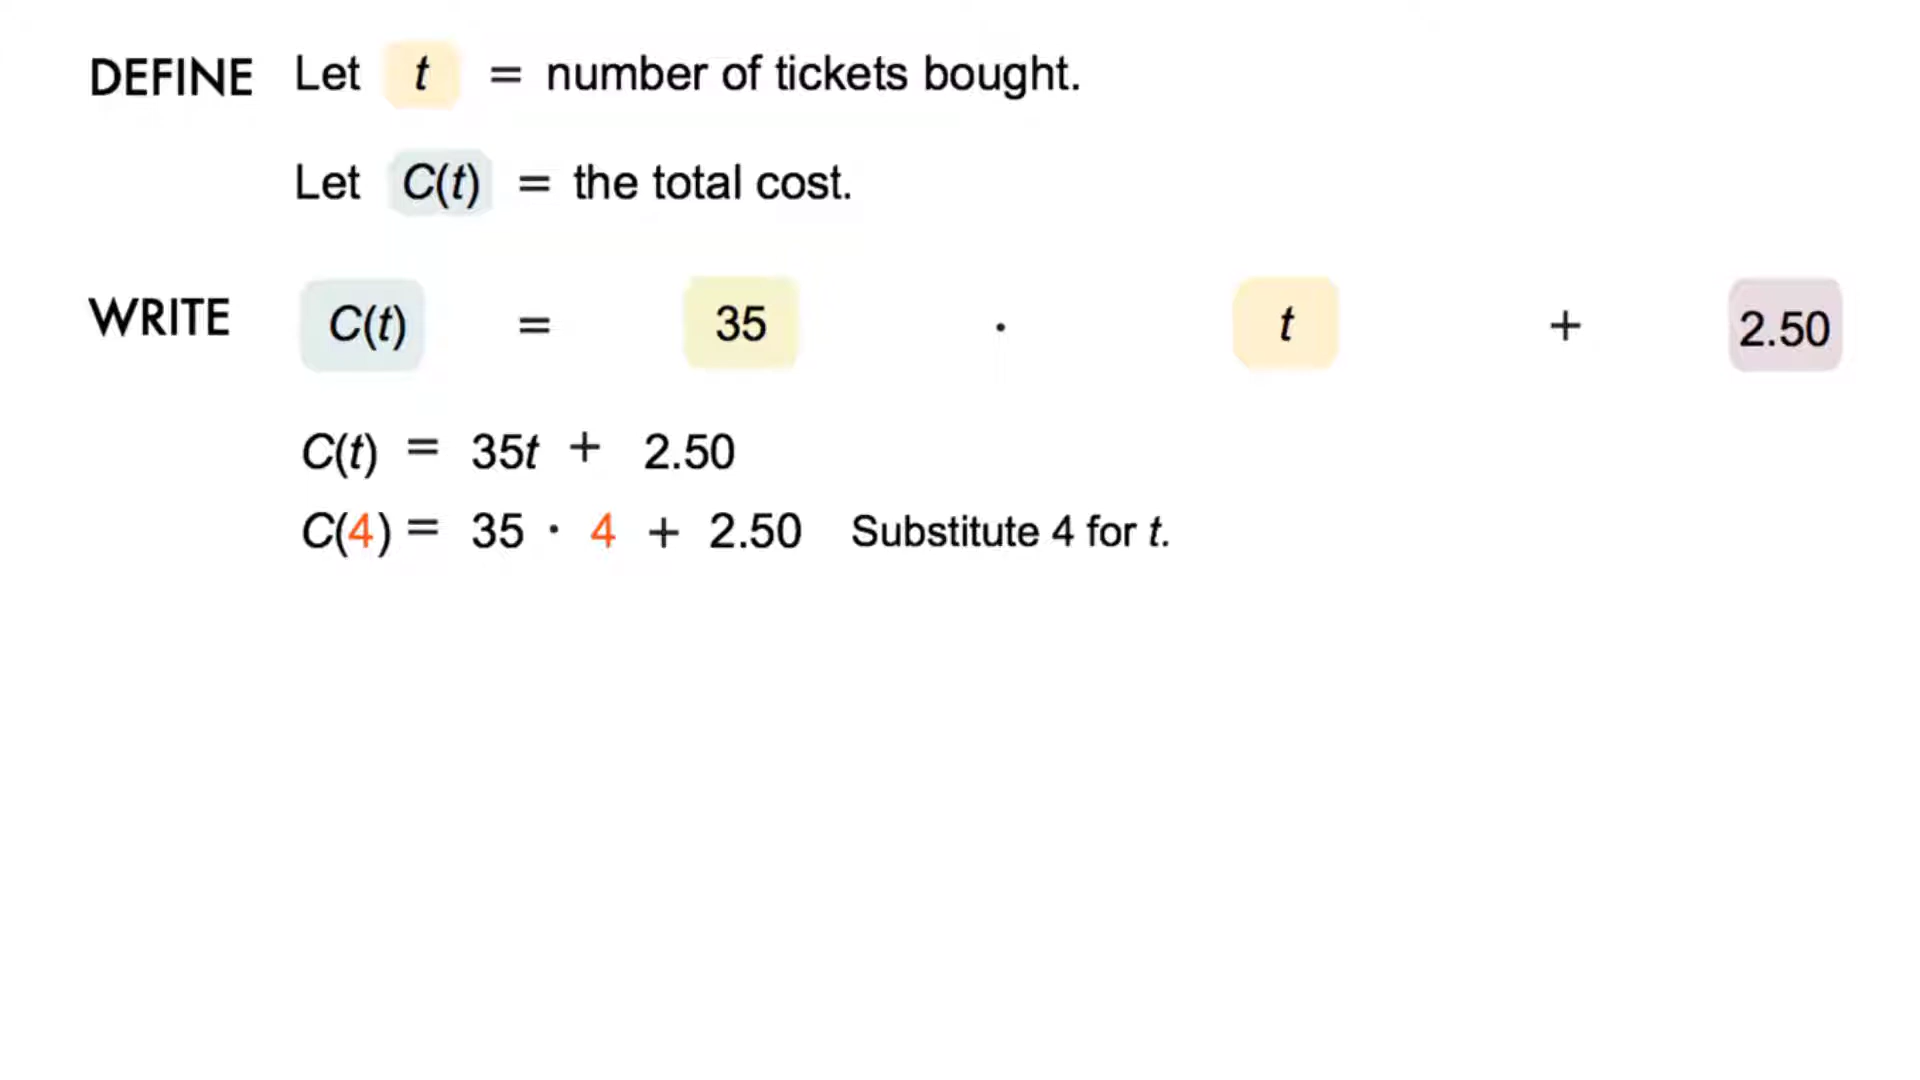 DEFINE Let t = number of tickets bought.
Let C(t) = the total cost.
WRITE C(t) = 35 · t + 2.50
C(t) = 35t + 2.50
C(4) = 35 · 4 + 2.50 Substitute 4 for t.